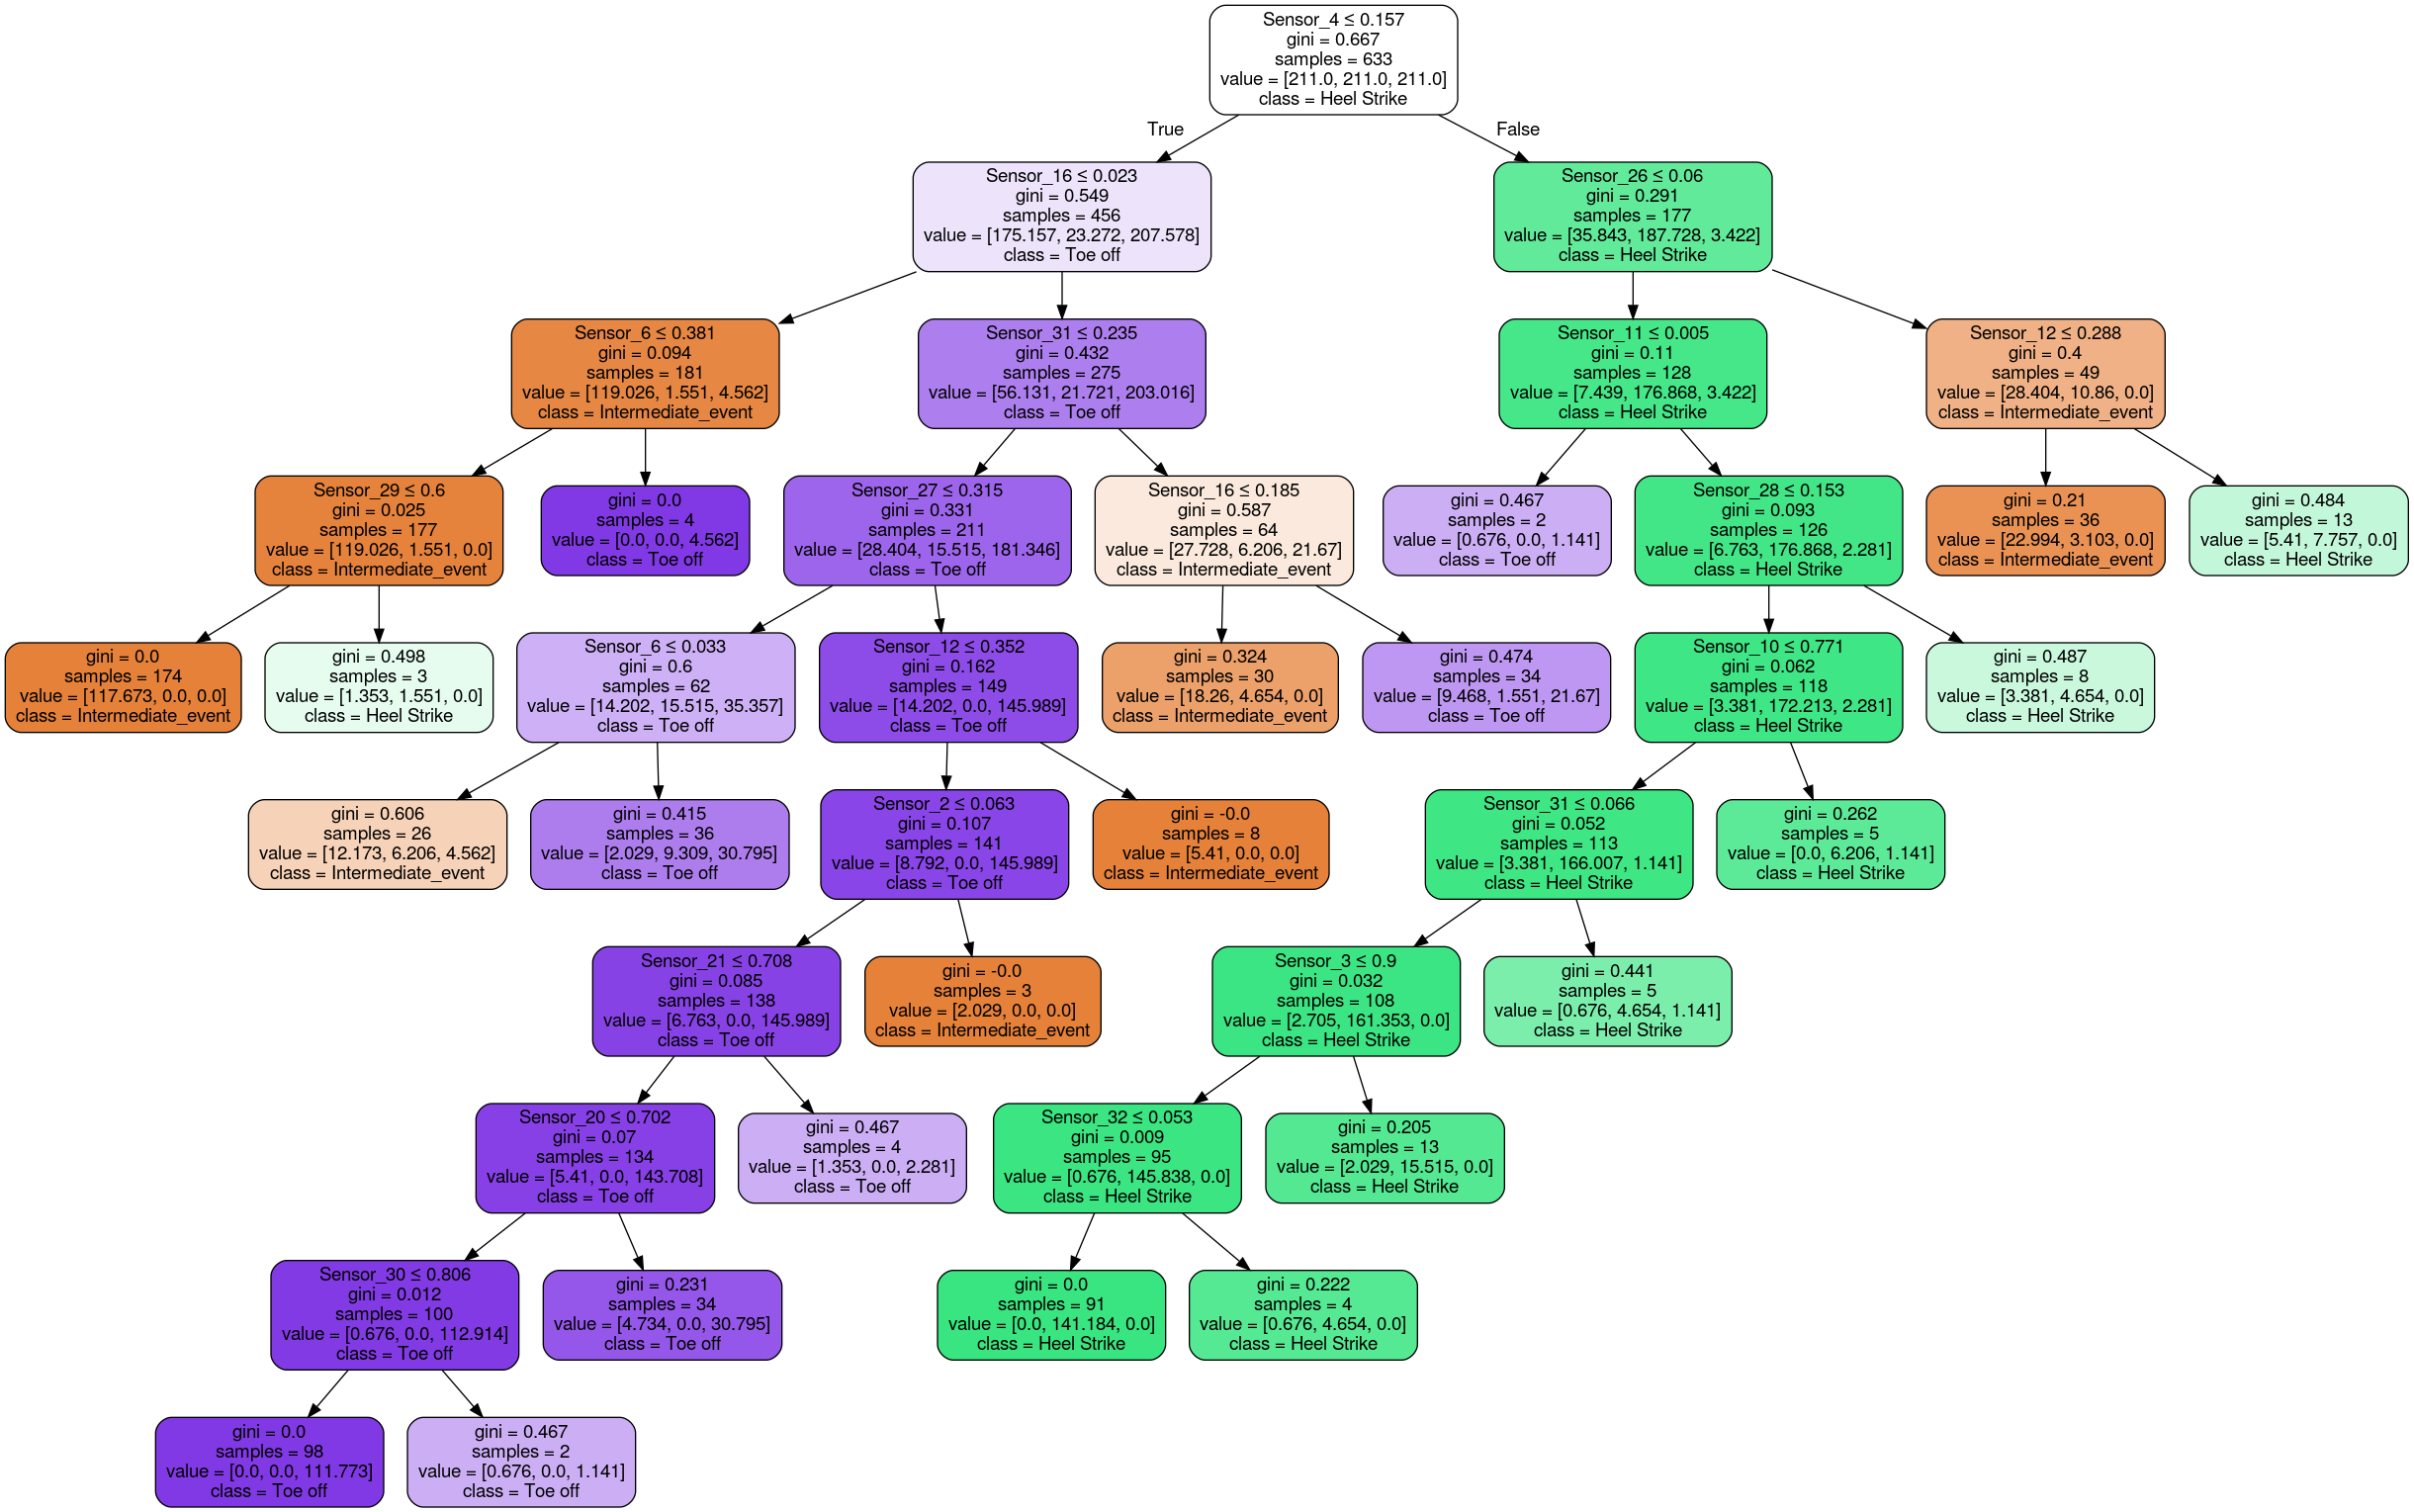 Sensor_4 ≤ 0.157
gini = 0.667
samples = 633
value = [211.0, 211.0, 211.0]
class = Heel Strike
True
False
Sensor_16 ≤ 0.023
gini = 0.549
samples = 456
value = [175.157, 23.272, 207.578]
class = Toe off
Sensor_26 ≤ 0.06
gini = 0.291
samples = 177
value = [35.843, 187.728, 3.422]
class = Heel Strike
Sensor_6 ≤ 0.381
gini = 0.094
samples = 181
value = [119.026, 1.551, 4.562]
class = Intermediate_event
Sensor_31 ≤ 0.235
gini = 0.432
samples = 275
value = [56.131, 21.721, 203.016]
class = Toe off
Sensor_11 ≤ 0.005
gini = 0.11
samples = 128
value = [7.439, 176.868, 3.422]
class = Heel Strike
Sensor_12 ≤ 0.288
gini = 0.4
samples = 49
value = [28.404, 10.86, 0.0]
class = Intermediate_event
Sensor_29 ≤ 0.6
gini = 0.025
samples = 177
value = [119.026, 1.551, 0.0]
class = Intermediate_event
gini = 0.0
samples = 4
value = [0.0, 0.0, 4.562]
class = Toe off
Sensor_27 ≤ 0.315
gini = 0.331
samples = 211
value = [28.404, 15.515, 181.346]
class = Toe off
Sensor_16 ≤ 0.185
gini = 0.587
samples = 64
value = [27.728, 6.206, 21.67]
class = Intermediate_event
gini = 0.467
samples = 2
value = [0.676, 0.0, 1.141]
class = Toe off
Sensor_28 ≤ 0.153
gini = 0.093
samples = 126
value = [6.763, 176.868, 2.281]
class = Heel Strike
gini = 0.21
samples = 36
value = [22.994, 3.103, 0.0]
class = Intermediate_event
gini = 0.484
samples = 13
value = [5.41, 7.757, 0.0]
class = Heel Strike
gini = 0.0
samples = 174
value = [117.673, 0.0, 0.0]
class = Intermediate_event
gini = 0.498
samples = 3
value = [1.353, 1.551, 0.0]
class = Heel Strike
Sensor_6 ≤ 0.033
gini = 0.6
samples = 62
value = [14.202, 15.515, 35.357]
class = Toe off
Sensor_12 ≤ 0.352
gini = 0.162
samples = 149
value = [14.202, 0.0, 145.989]
class = Toe off
gini = 0.324
samples = 30
value = [18.26, 4.654, 0.0]
class = Intermediate_event
gini = 0.474
samples = 34
value = [9.468, 1.551, 21.67]
class = Toe off
Sensor_10 ≤ 0.771
gini = 0.062
samples = 118
value = [3.381, 172.213, 2.281]
class = Heel Strike
gini = 0.487
samples = 8
value = [3.381, 4.654, 0.0]
class = Heel Strike
gini = 0.606
samples = 26
value = [12.173, 6.206, 4.562]
class = Intermediate_event
gini = 0.415
samples = 36
value = [2.029, 9.309, 30.795]
class = Toe off
Sensor_2 ≤ 0.063
gini = 0.107
samples = 141
value = [8.792, 0.0, 145.989]
class = Toe off
gini = -0.0
samples = 8
value = [5.41, 0.0, 0.0]
class = Intermediate_event
Sensor_31 ≤ 0.066
gini = 0.052
samples = 113
value = [3.381, 166.007, 1.141]
class = Heel Strike
gini = 0.262
samples = 5
value = [0.0, 6.206, 1.141]
class = Heel Strike
Sensor_21 ≤ 0.708
gini = 0.085
samples = 138
value = [6.763, 0.0, 145.989]
class = Toe off
gini = -0.0
samples = 3
value = [2.029, 0.0, 0.0]
class = Intermediate_event
Sensor_3 ≤ 0.9
gini = 0.032
samples = 108
value = [2.705, 161.353, 0.0]
class = Heel Strike
gini = 0.441
samples = 5
value = [0.676, 4.654, 1.141]
class = Heel Strike
Sensor_20 ≤ 0.702
gini = 0.07
samples = 134
value = [5.41, 0.0, 143.708]
class = Toe off
gini = 0.467
samples = 4
value = [1.353, 0.0, 2.281]
class = Toe off
Sensor_32 ≤ 0.053
gini = 0.009
samples = 95
value = [0.676, 145.838, 0.0]
class = Heel Strike
gini = 0.205
samples = 13
value = [2.029, 15.515, 0.0]
class = Heel Strike
Sensor_30 ≤ 0.806
gini = 0.012
samples = 100
value = [0.676, 0.0, 112.914]
class = Toe off
gini = 0.231
samples = 34
value = [4.734, 0.0, 30.795]
class = Toe off
gini = 0.0
samples = 91
value = [0.0, 141.184, 0.0]
class = Heel Strike
gini = 0.222
samples = 4
value = [0.676, 4.654, 0.0]
class = Heel Strike
gini = 0.0
samples = 98
value = [0.0, 0.0, 111.773]
class = Toe off
gini = 0.467
samples = 2
value = [0.676, 0.0, 1.141]
class = Toe off